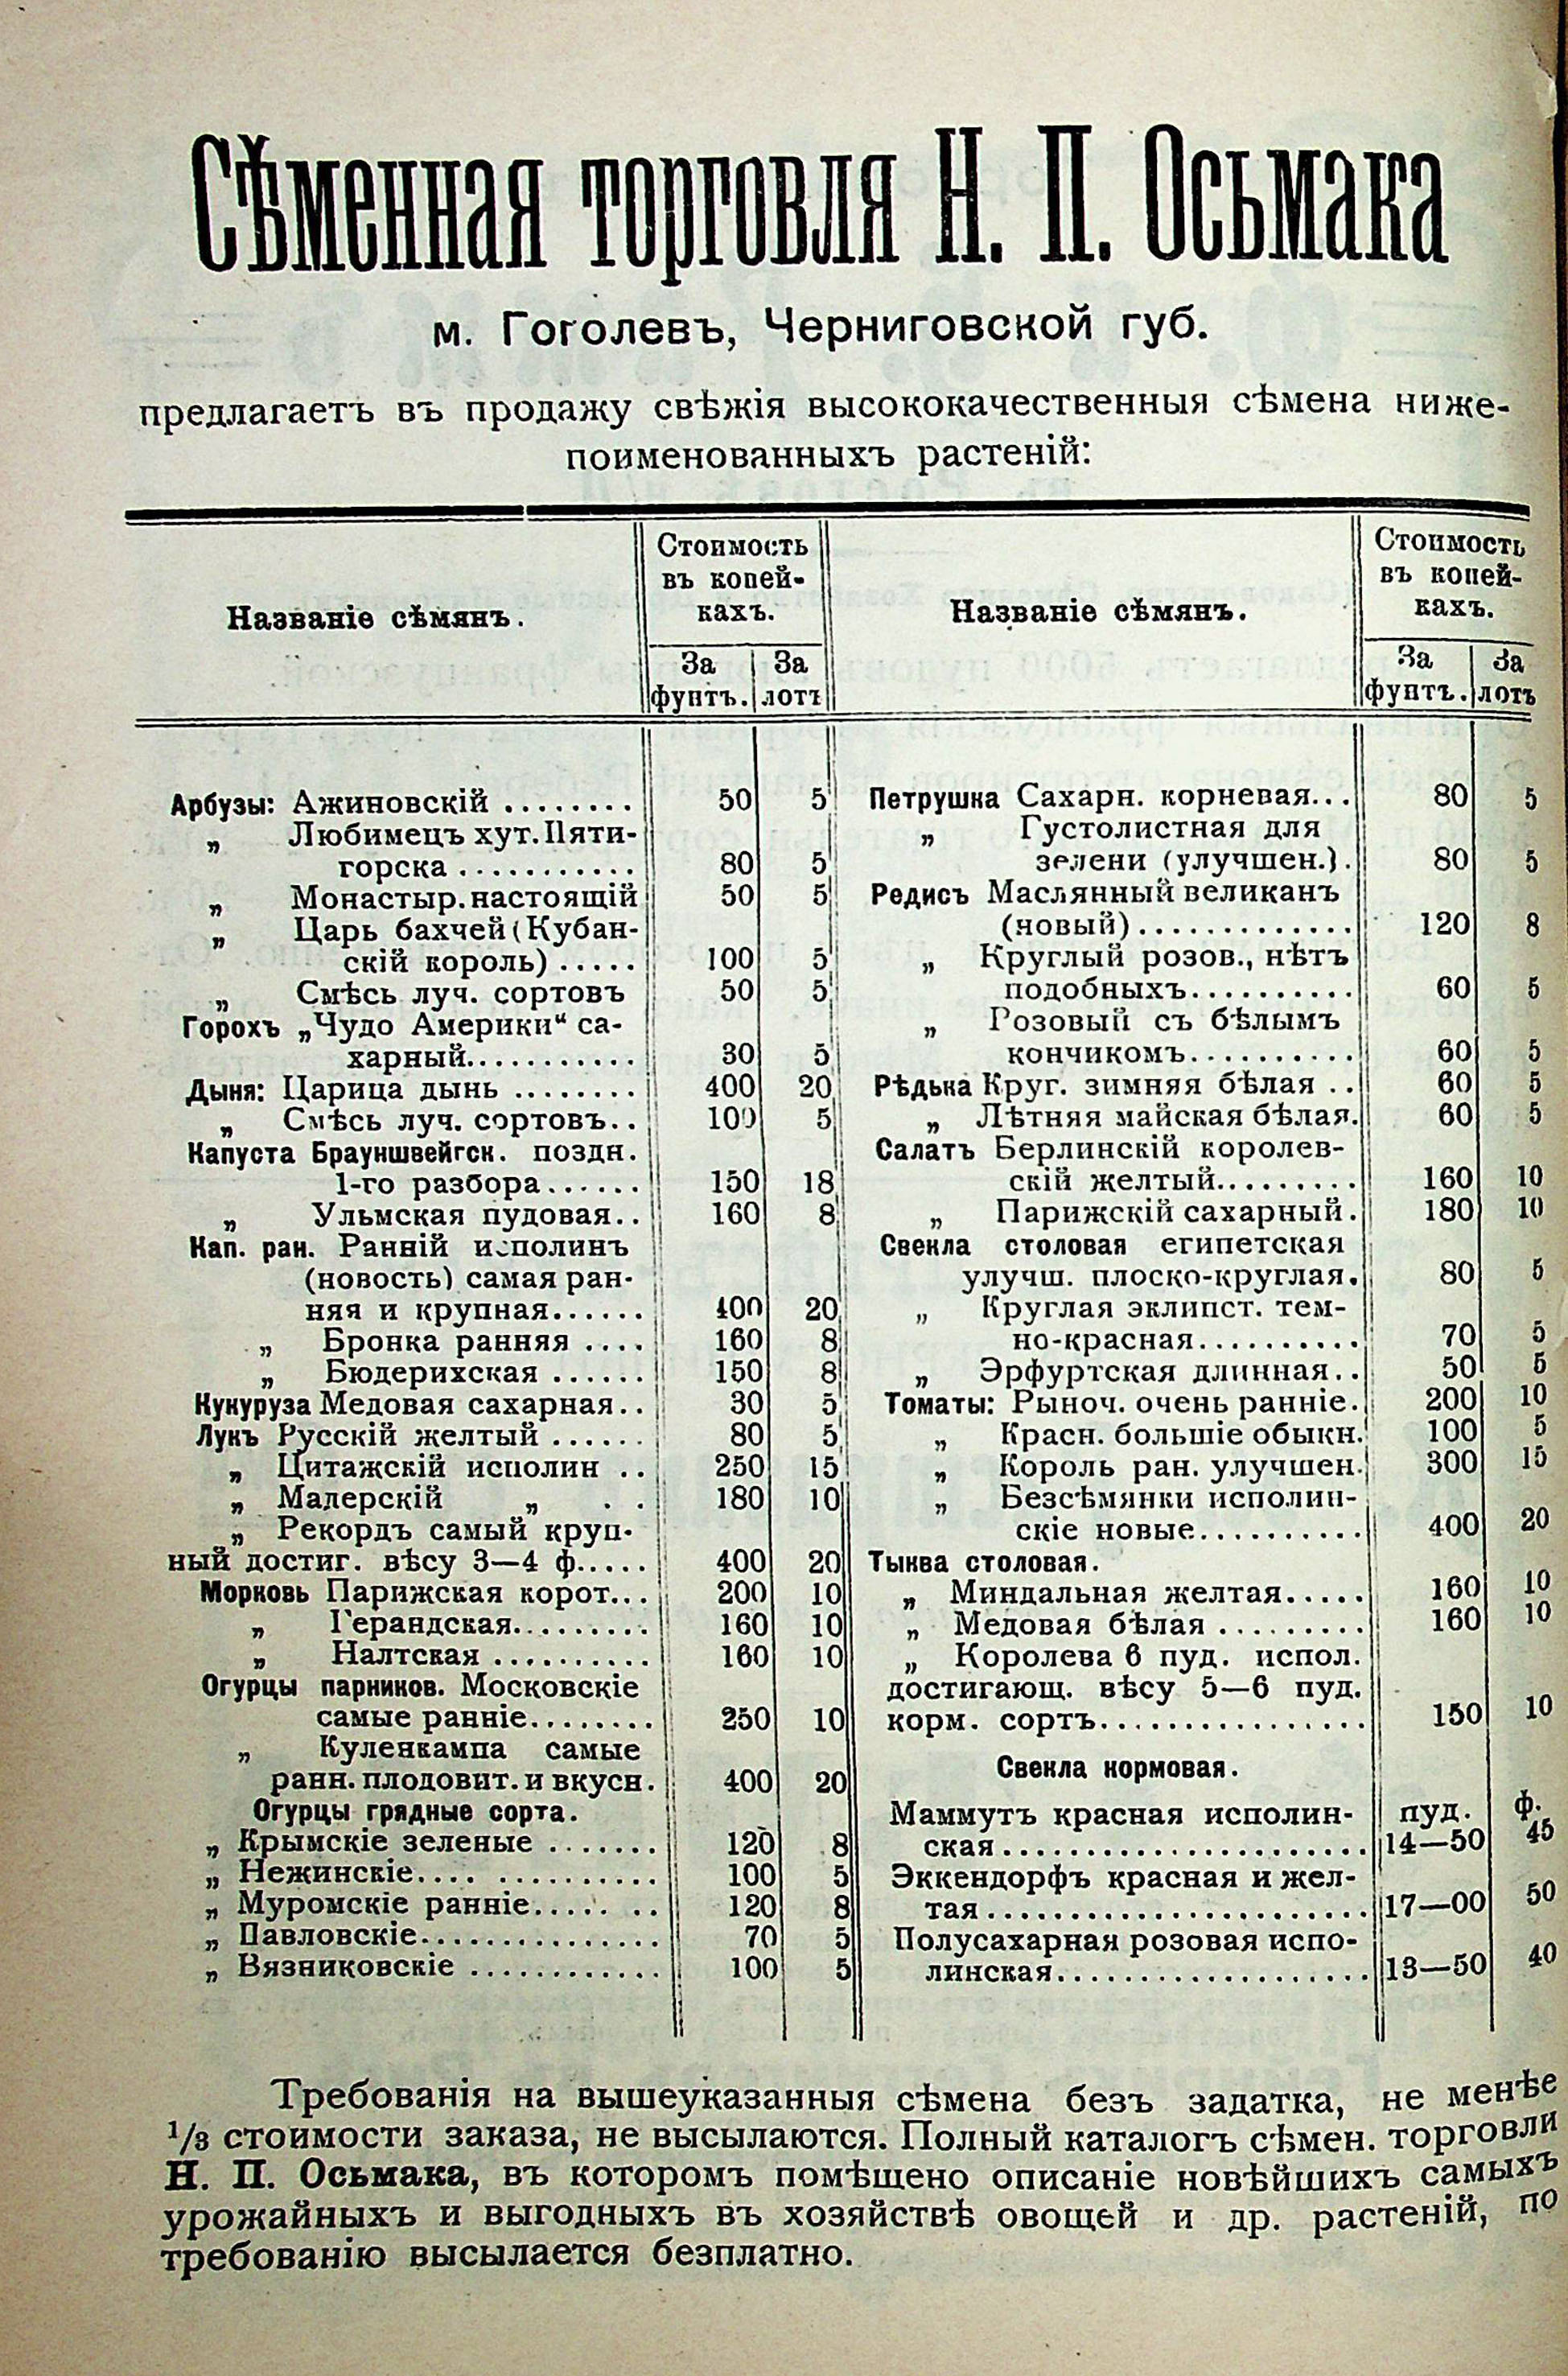 Сѣменная торговля Н. П. Осьмака
м. Гоголевъ, Черниговской губ.
предлагаетъ въ продажу свѣжія высококачественныя сѣмена ниже-
поименованныхъ растеній:
Названіе сѣмянъ.
Стоимость
въ копей-
кахъ.
За
фунтъ.
За
лотъ
Арбузы: Ажиновскій ........ 50 5
„ Любимецъ хут. Пяти-
горска ........... 80 5
„ Монастыр. настоящій 50 5
„ Царь бахчей (Кубан-
скій король) ..... 100 5
„ Смѣсь луч. сортовъ 50 5
Горохъ „Чудо Америки“ са-
харный........... 30 5
Дыня: Царица дынь ........ 400 20
„ Смѣсь луч. сортовъ.. 100 5
Капуста Брауншвейгск. поздн.
1-го разбора...... 150 18
„ Ульмская пудовая.. 160 8
Кап. ран. Ранній исполинъ
(новость) самая ран-
няя и крупная...... 400 20
„ Бронка ранняя .... 160 8
„ Бюдерихская ...... 150 8
Кукуруза Медовая сахарная.. 30 5
Лукъ Русскій желтый ...... 80 5
„ Цитажскій исполин .. 250 15
„ Мадерскій „ . . 180 10
„ Рекордъ самый круп-
ный достиг. вѣсу 3—4 ф..... 400 20
Морковь Парижская корот... 200 10
„ Герандская......... 160 10
„ Налтская .......... 160 10
Огурцы парников. Московскіе
самые ранніе........ 250 10
„ Куленкампа самые
ранн. плодовит. и вкусн. 400 20
Огурцы грядные сорта.
„ Крымскіе зеленые ....... 120 8
„ Нежинскіе.... ........... 100 5
„ Муромскіе ранніе..... .. 120 8
„ Павловскіе............... 70 5
„ Вязниковскіе ............ 100 5
Названіе сѣмянъ.
Стоимость
въ копей-
кахъ.
За
фунтъ.
За
лотъ
Петрушка Сахарн. корневая... 80 5
„ Густолистная для
зелени (улучшен.). 80 5
Редисъ Маслянный великанъ
(новый)............. 120 8
„ Круглый розов., нѣтъ
подобныхъ.......... 60 5
„ Розовый съ бѣлымъ
кончикомъ.......... 60 5
Рѣдька Круг. зимняя бѣлая .. 60 5
„ Лѣтняя майская бѣлая. 60 5
Салатъ Берлинскій королев-
скій желтый......... 160 10
„ Парижскій сахарный. 180 10
Свекла столовая египетская
улучш. плоско-круглая. 80 5
„ Круглая эклипст. тем-
но-красная.......... 70 5
„ Эрфуртская длинная.. 50 5
Томаты: Рыноч. очень ранніе. 200 10
„ Красн. большіе обыкн. 100 5
„ Король ран. улучшен. 300 15
„ Безсѣмянки исполин-
скіе новые.......... 400 20
Тыква столовая.
„ Миндальная желтая..... 160 10
„ Медовая бѣлая ......... 160 10
„ Королева 6 пуд. испол.
достигающ. вѣсу 5—6 пуд.
корм. сортъ................ 150 10
Свекла кормовая.
Маммутъ красная исполин- пуд. ф.
ская...................... 14—50 45
Эккендорфъ красная и жел-
тая....................... 17—00 50
Полусахарная розовая испо-
линская................... 13—50 40
Требованія на вышеуказанныя сѣмена безъ задатка, не менѣе
1/3 стоимости заказа, не высылаются. Полный каталогъ сѣмен. торговли
Н. П. Осьмака, въ которомъ помѣщено описаніе новѣйшихъ самыхъ
урожайныхъ и выгодныхъ въ хозяйствѣ овощей и др. растеній, по
требованію высылается безплатно.